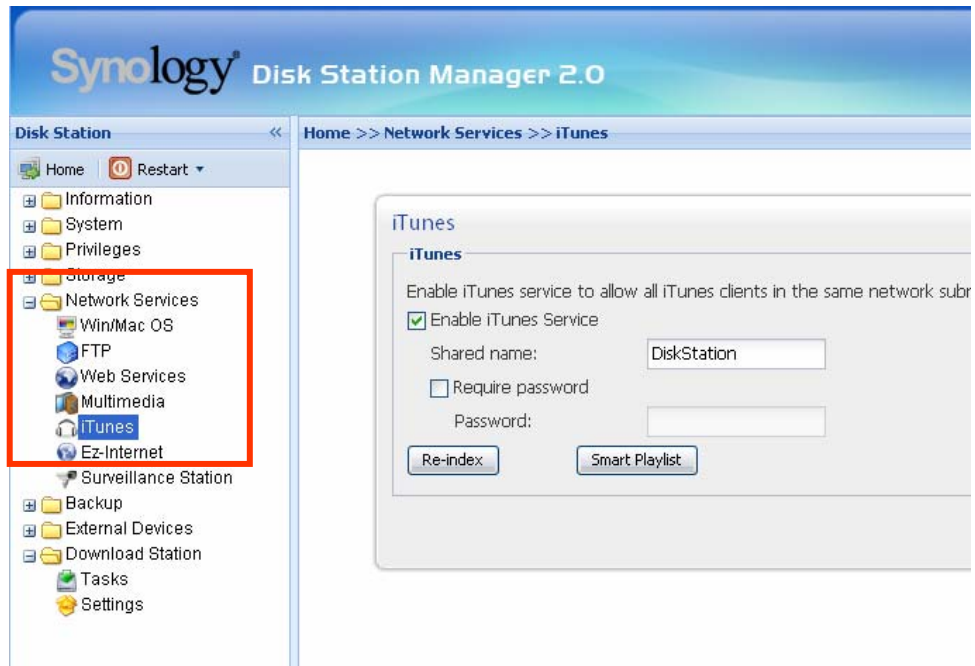 Synology Disk Station Manager 2.0
Disk Station
Home >> Network Services >> iTunes
Home
Restart
Information
System
Privileges
Storage
Network Services
Win/Mac OS
FTP
Web Services
Multimedia
iTunes
Ez-Internet
Surveillance Station
Backup
External Devices
Download Station
Tasks
Settings
iTunes
iTunes
Enable iTunes service to allow all iTunes clients in the same network
Enable iTunes Service
Shared name:
DiskStation
Require password
Password:
Re-index
Smart Playlist